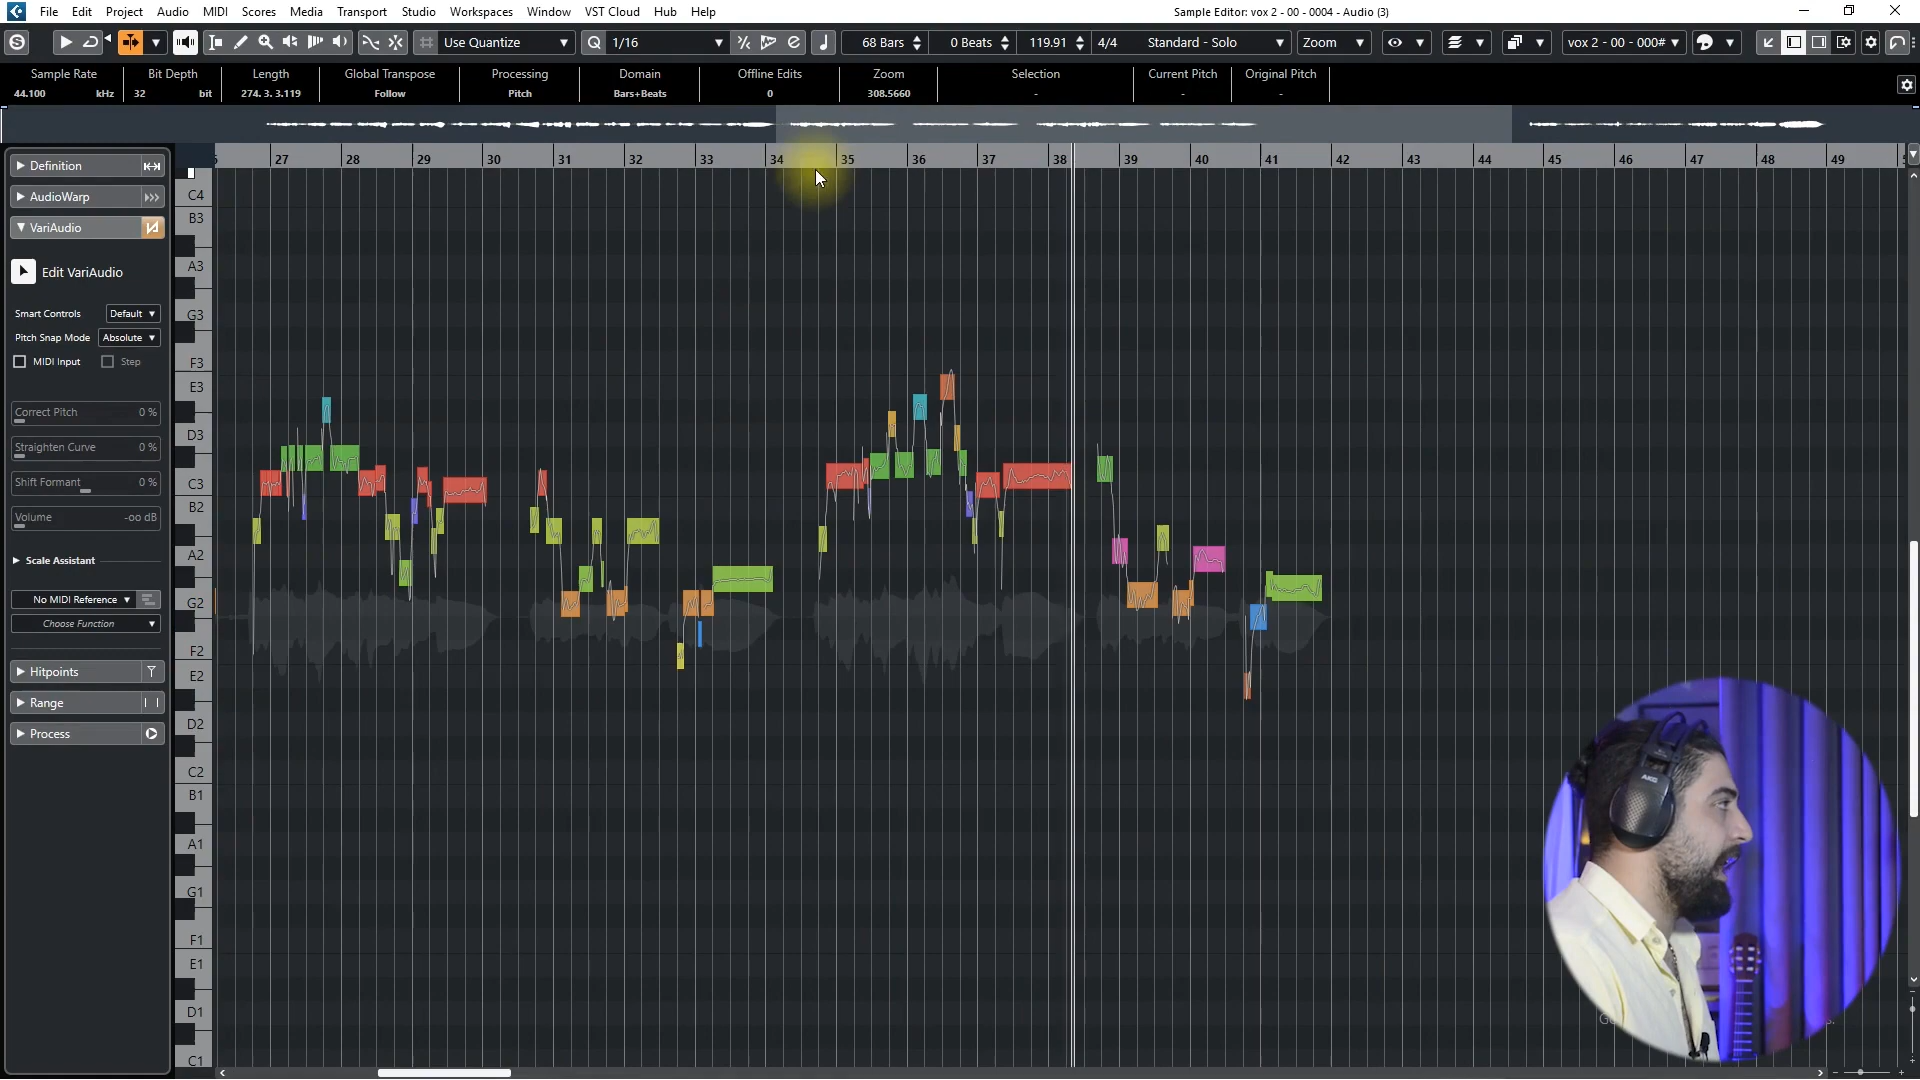 File Edit Project Audio MIDI Scores Media Transport Studio Workspaces Window VST Cloud Hub Help
Sample Editor: vox 2 - 00 - 0004 - Audio (3)
Use Quantize 1/16 68 Bars 0 Beats 119.91 4/4 Standard - Solo Zoom vox 2 - 00 - 000#
Sample Rate Bit Depth Length Global Transpose Processing Domain Offline Edits Zoom Selection Current Pitch Original Pitch
44.100 kHz 32 bit 274. 3. 3.119 Follow Pitch Bars+Beats 0 308.5660 - - -
27 28 29 30 31 32 33 34 35 36 37 38 39 40 41 42 43 44 45 46 47 48 49
Definition
AudioWarp
VariAudio
Edit VariAudio
Smart Controls Default
Pitch Snap Mode Absolute
MIDI Input Step
Correct Pitch 0 %
Straighten Curve 0 %
Shift Formant 0 %
Volume -oo dB
Scale Assistant
No MIDI Reference
Choose Function
Hitpoints
Range
Process
C4
B3
A3
G3
F3
E3
D3
C3
B2
A2
G2
F2
E2
D2
C2
B1
A1
G1
F1
E1
D1
C1
AKG